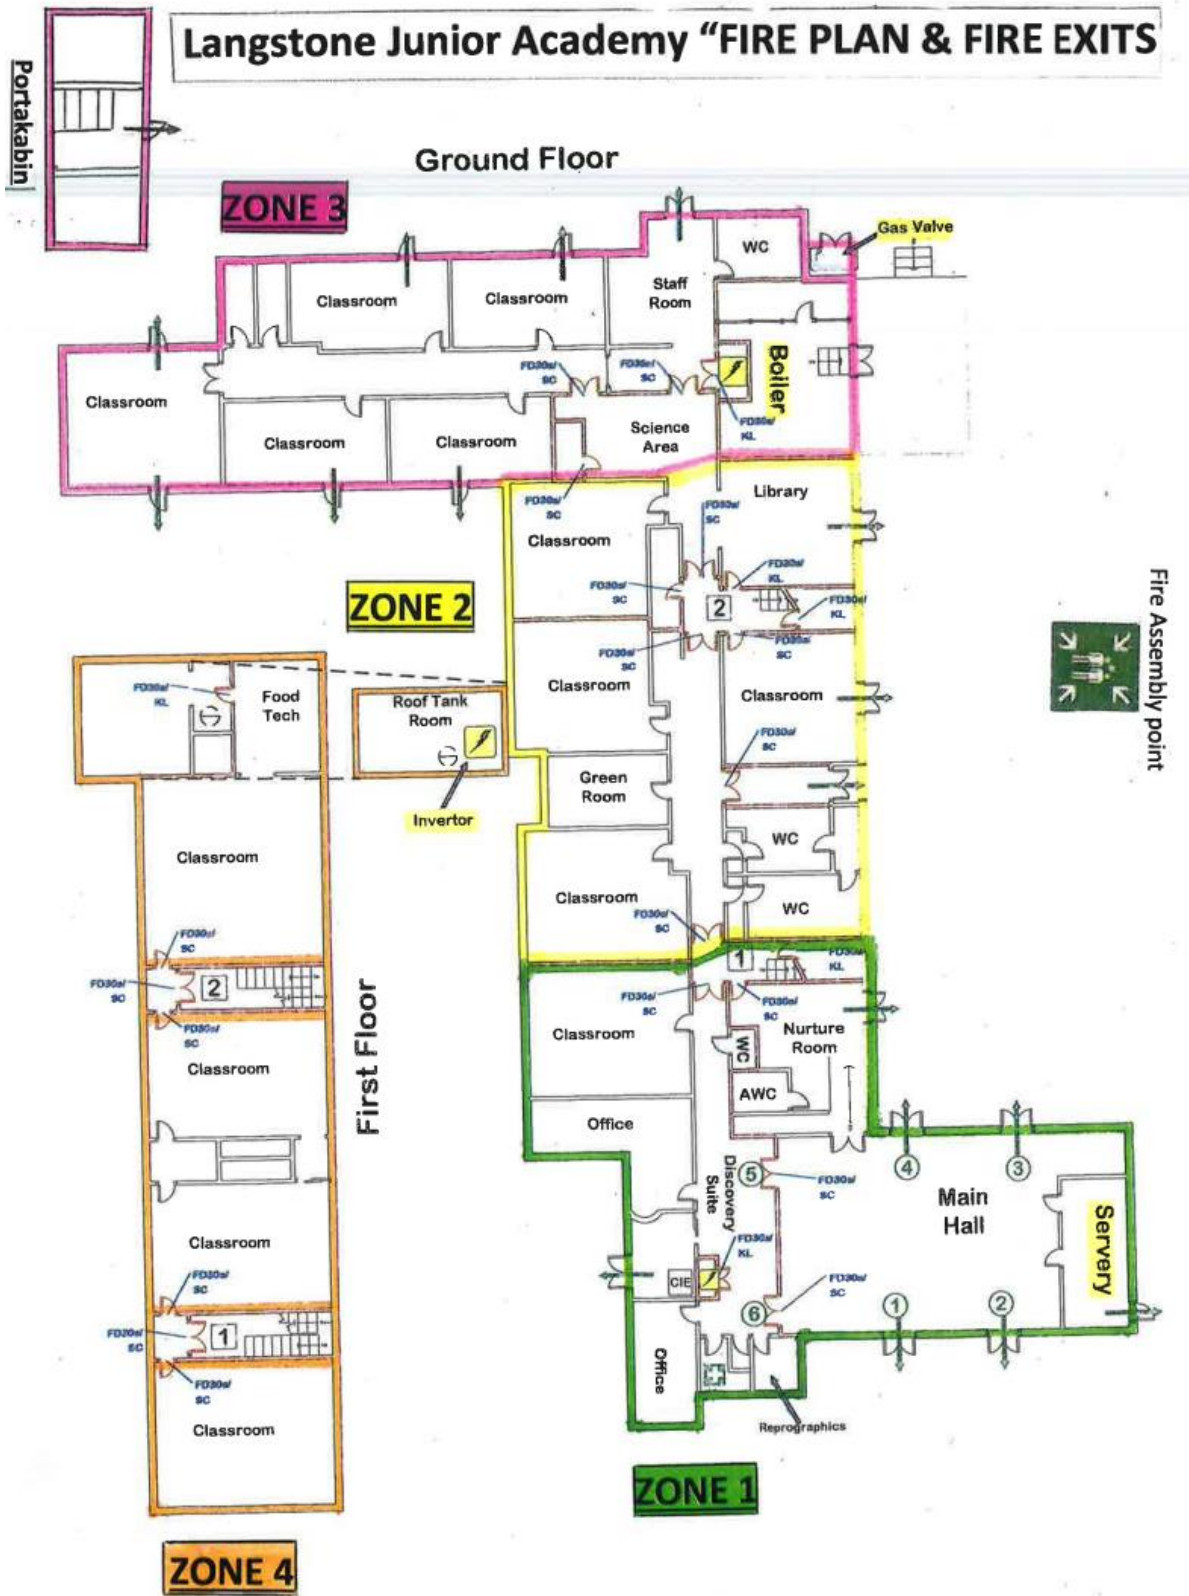 Langstone Junior Academy "FIRE PLAN & FIRE EXITS
Portakabin
Ground Floor
ZONE 3
Gas Valve
WC
Staff
Room
Classroom
Classroom
Classroom
Boiler
FD30s/
SC
FD30s/
SC
FD30s/
KL
Classroom
Classroom
Science
Area
FD30s/
SC
Library
FD30s/
SC
Classroom
FD30s/
KL
FD30s/
SC
FD30s/
KL
2
ZONE 2
FD30s/
SC
FD30s/
SC
Fire Assembly point
Classroom
Classroom
FD30s/
KL
Food
Tech
Roof Tank
Room
Invertor
FD30s/
SC
Green
Room
WC
Classroom
Classroom
WC
FD30s/
SC
FD30s/
SC
1
FD30s/
KL
FD30s/
SC
2
FD30s/
SC
FD30s/
SC
FD30s/
SC
First Floor
Classroom
Nurture
Room
WC
Classroom
AWC
Office
Discovery
Suite
5
FD30s/
SC
4
3
Main
Hall
Servery
Classroom
FD30s/
KL
CIE
FD30s/
SC
FD30s/
SC
6
1
2
FD20s/
SC
1
FD30s/
SC
Office
Classroom
Reprographics
ZONE 1
ZONE 4